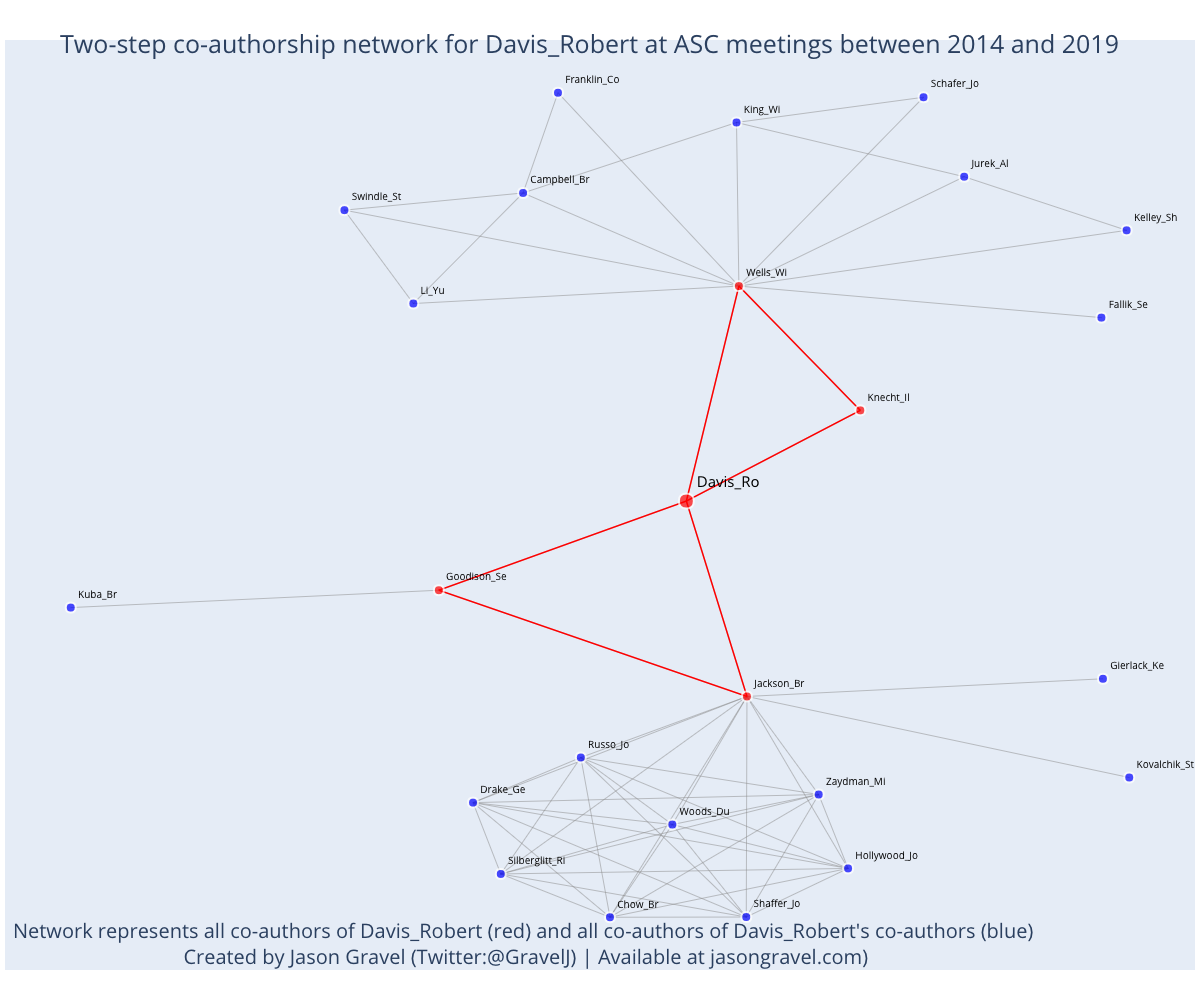 Two-step co-authorship network for Davis_Robert at ASC meetings between 2014 and 2019
Franklin_Co
Schafer_Jo
King_Wi
Jurek_Al
Campbell_Br
Swindle_St
Kelley_Sh
Wells_Wi
Li_Yu
Fallik_Se
Knecht_Il
Davis_Ro
Goodison_Se
Kuba_Br
Gierlack_Ke
Jackson_Br
Russo_Jo
Kovalchik_St
Zaydman_Mi
Drake_Ge
Woods_Du
Silberglitt_Ri
Hollywood_Jo
Chow_Br
Shaffer_Jo
Network represents all co-authors of Davis_Robert (red) and all co-authors of Davis_Robert's co-authors (blue)
Created by Jason Gravel (Twitter:@GravelJ) | Available at jasongravel.com)